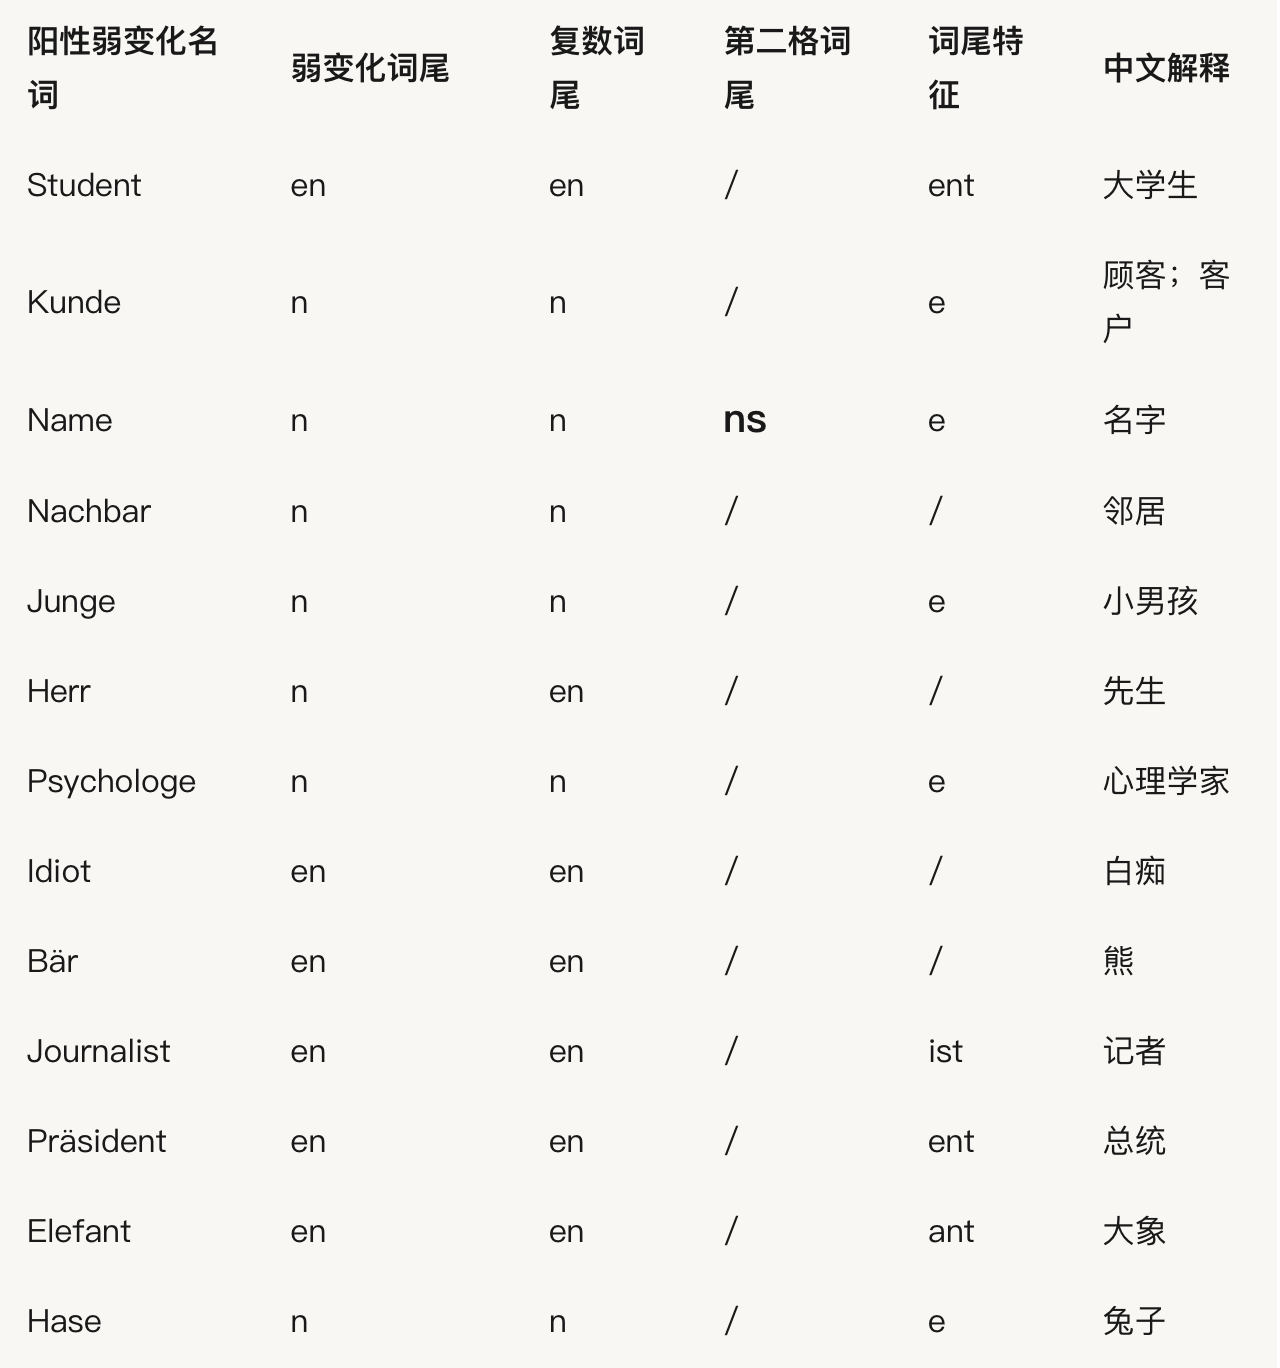 阳性弱变化名词 弱变化词尾 复数词尾 第二格词尾 词尾特征 中文解释
Student en en / ent 大学生
Kunde n n / e 顾客；客户
Name n n ns e 名字
Nachbar n n / / 邻居
Junge n n / e 小男孩
Herr n en / / 先生
Psychologe n n / e 心理学家
Idiot en en / / 白痴
Bär en en / / 熊
Journalist en en / ist 记者
Präsident en en / ent 总统
Elefant en en / ant 大象
Hase n n / e 兔子